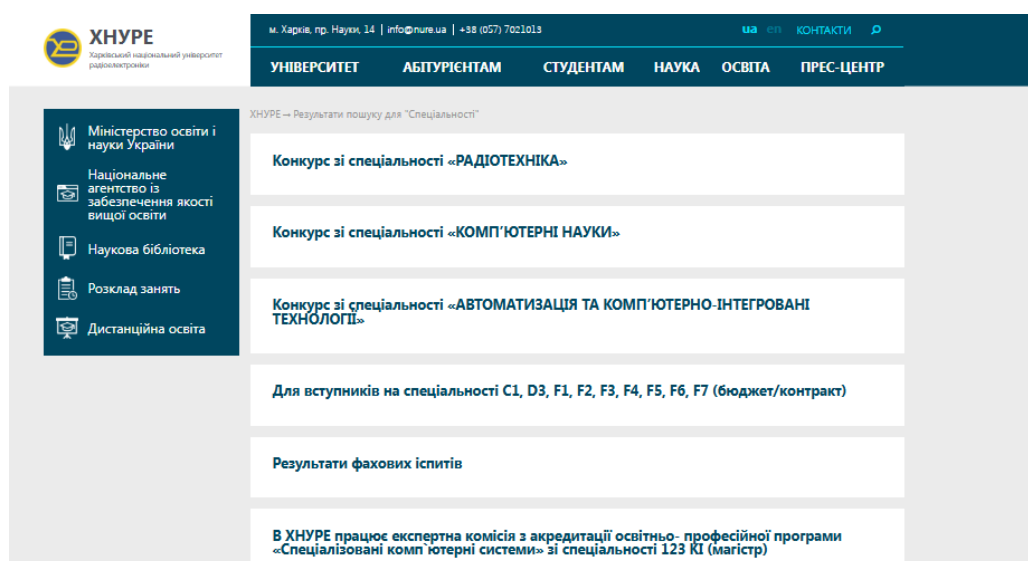 ХНУРЕ
Харківський національний університет
радіоелектроніки
м. Харків, пр. Науки, 14 | info@nure.ua | +38 (057) 7021013
ua en КОНТАКТИ
УНІВЕРСИТЕТ АБІТУРІЄНТАМ СТУДЕНТАМ НАУКА ОСВІТА ПРЕС-ЦЕНТР
Міністерство освіти і
науки України
Національне
агентство із
забезпечення якості
вищої освіти
Наукова бібліотека
Розклад занять
Дистанційна освіта
ХНУРЕ → Результати пошуку для "Спеціальності"
Конкурс зі спеціальності «РАДІОТЕХНІКА»
Конкурс зі спеціальності «КОМП’ЮТЕРНІ НАУКИ»
Конкурс зі спеціальності «АВТОМАТИЗАЦІЯ ТА КОМП’ЮТЕРНО-ІНТЕГРОВАНІ
ТЕХНОЛОГІЇ»
Для вступників на спеціальності С1, D3, F1, F2, F3, F4, F5, F6, F7 (бюджет/контракт)
Результати фахових іспитів
В ХНУРЕ працює експертна комісія з акредитації освітньо- професійної програми
«Спеціалізовані комп`ютерні системи» зі спеціальності 123 КІ (магістр)